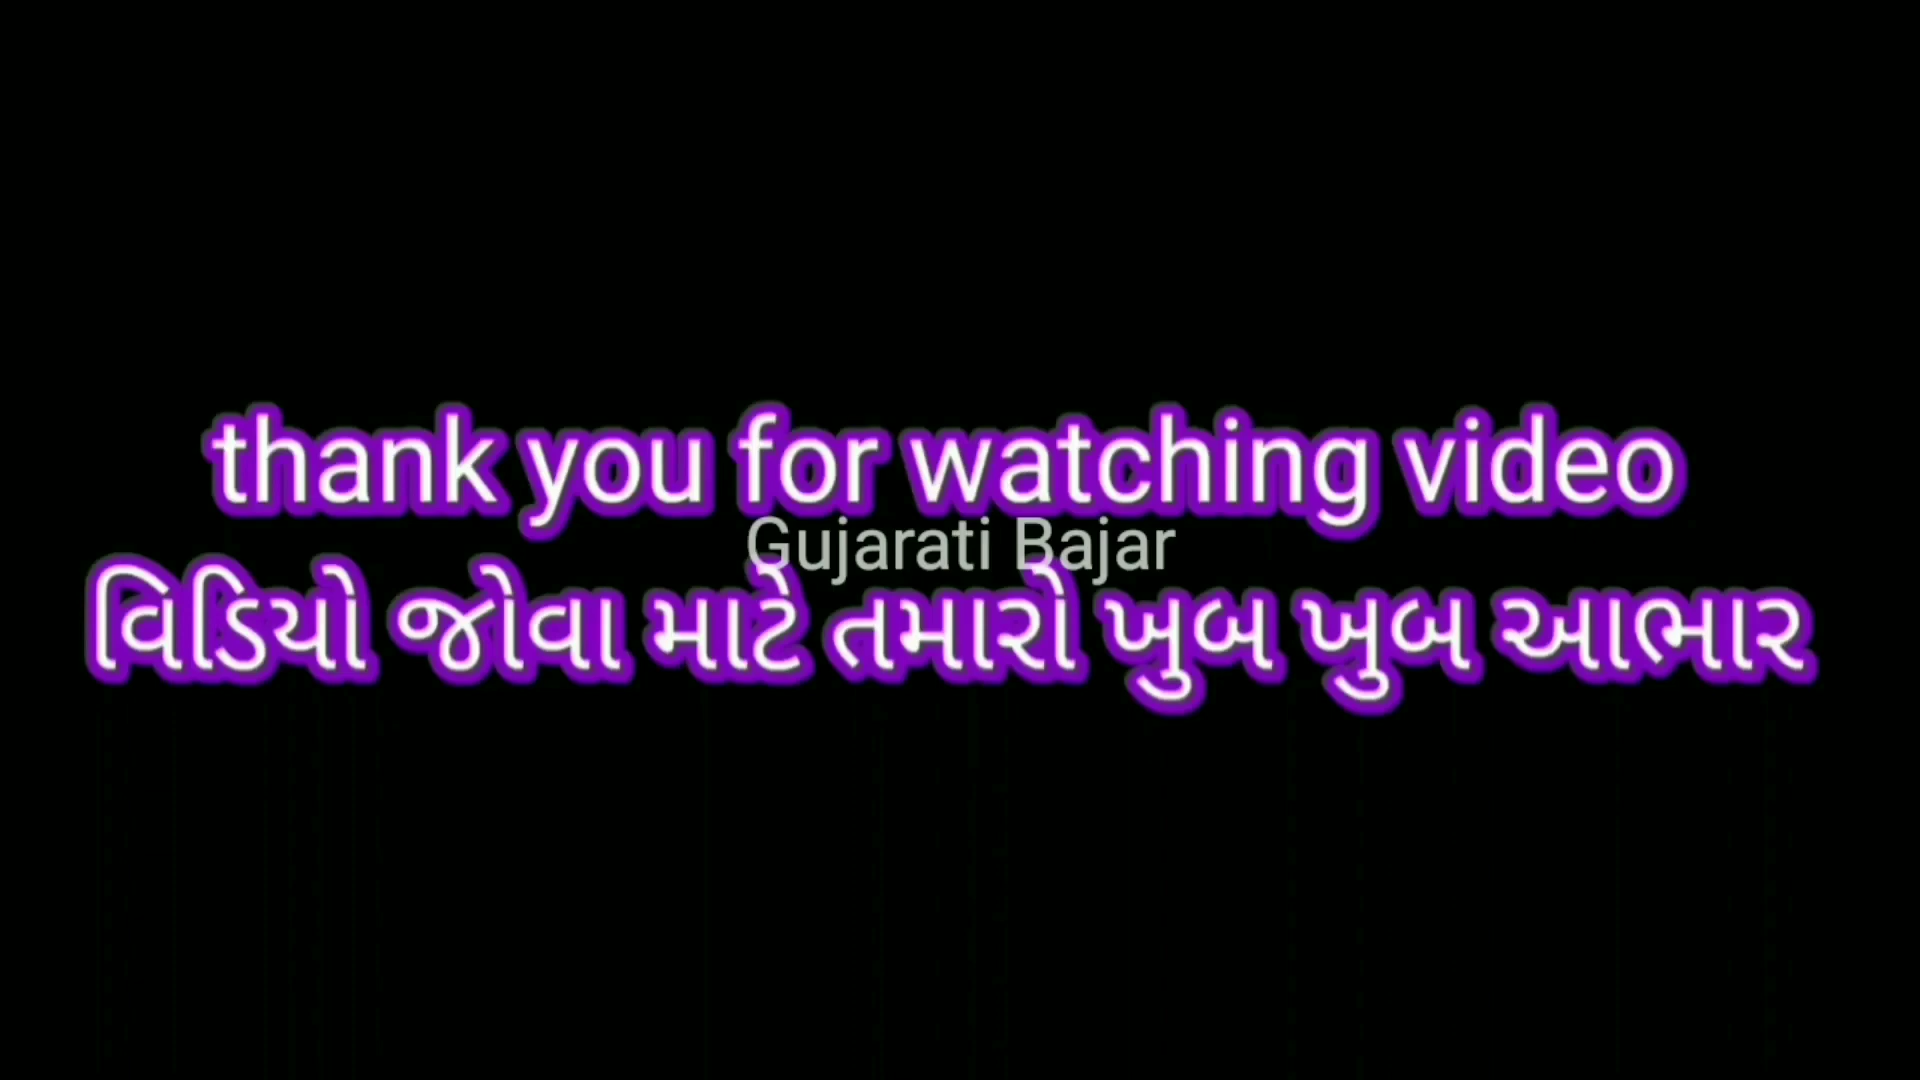 thank you for watching video
Gujarati Bajar
વિડિયો જોવા માટે તમારો ખુબ ખુબ આભાર